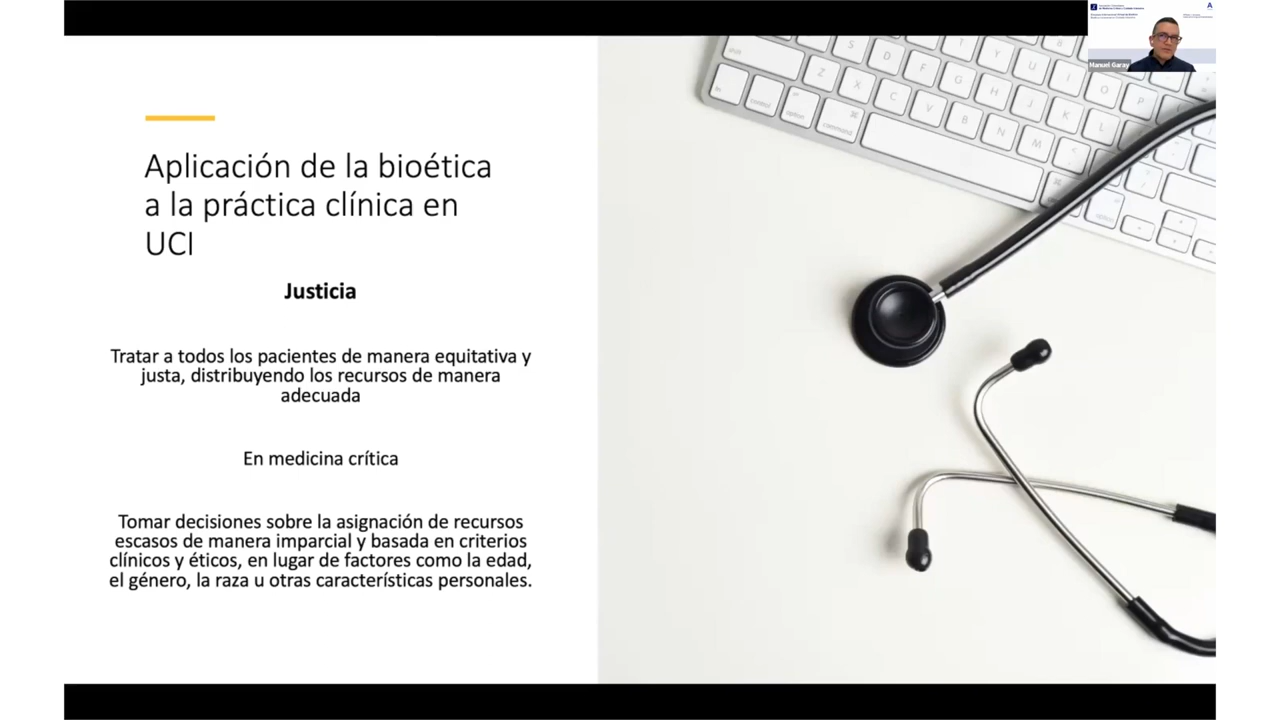 Aplicación de la bioética
a la práctica clínica en
UCI
Justicia
Tratar a todos los pacientes de manera equitativa y
justa, distribuyendo los recursos de manera
adecuada
En medicina crítica
Tomar decisiones sobre la asignación de recursos
escasos de manera imparcial y basada en criterios
clínicos y éticos, en lugar de factores como la edad,
el género, la raza u otras características personales.
Manuel Garay